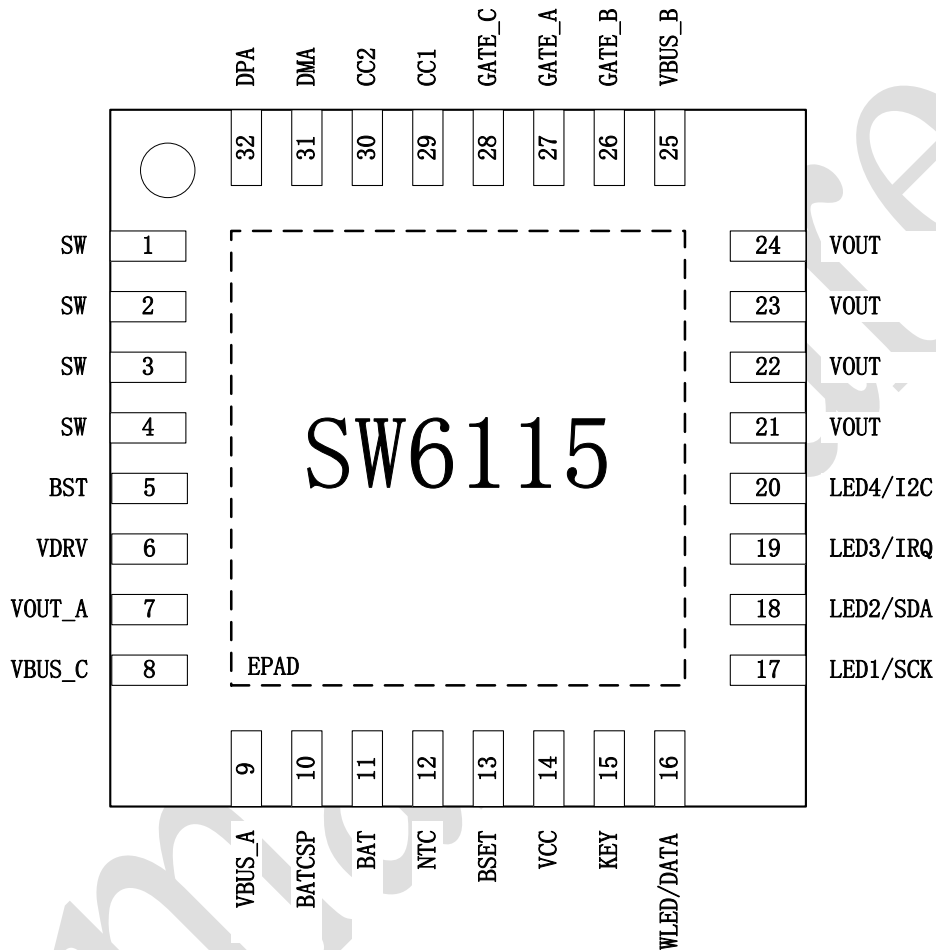 DPA DMA CC2 CC1 GATE_C GATE_A GATE_B VBUS_B
32 31 30 29 28 27 26 25
SW 1 24 VOUT
SW 2 23 VOUT
SW 3 22 VOUT
SW 4 21 VOUT
SW6115
BST 5 20 LED4/I2C
VDRV 6 19 LED3/IRQ
VOUT_A 7 18 LED2/SDA
VBUS_C 8 17 LED1/SCK
EPAD
9 10 11 12 13 14 15 16
VBUS_A BATCSP BAT NTC BSET VCC KEY WLED/DATA